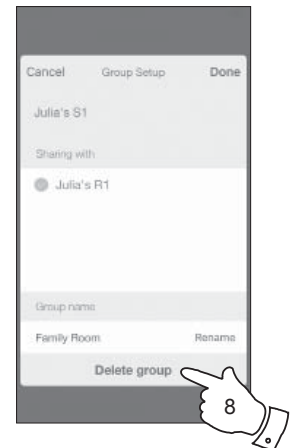 Cancel Group Setup Done
Julia's S1
Sharing with
Julia's R1
Group name
Family Room Rename
Delete group
8